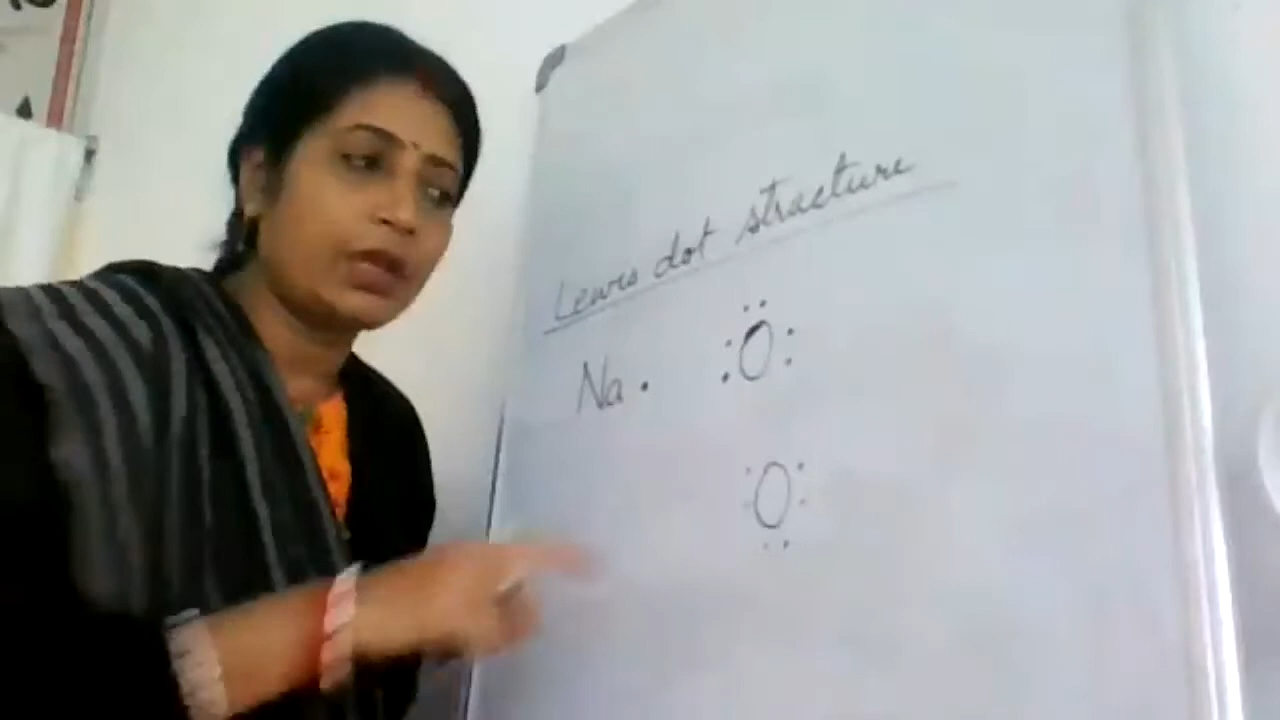 Lewis dot structure
Na • O
O